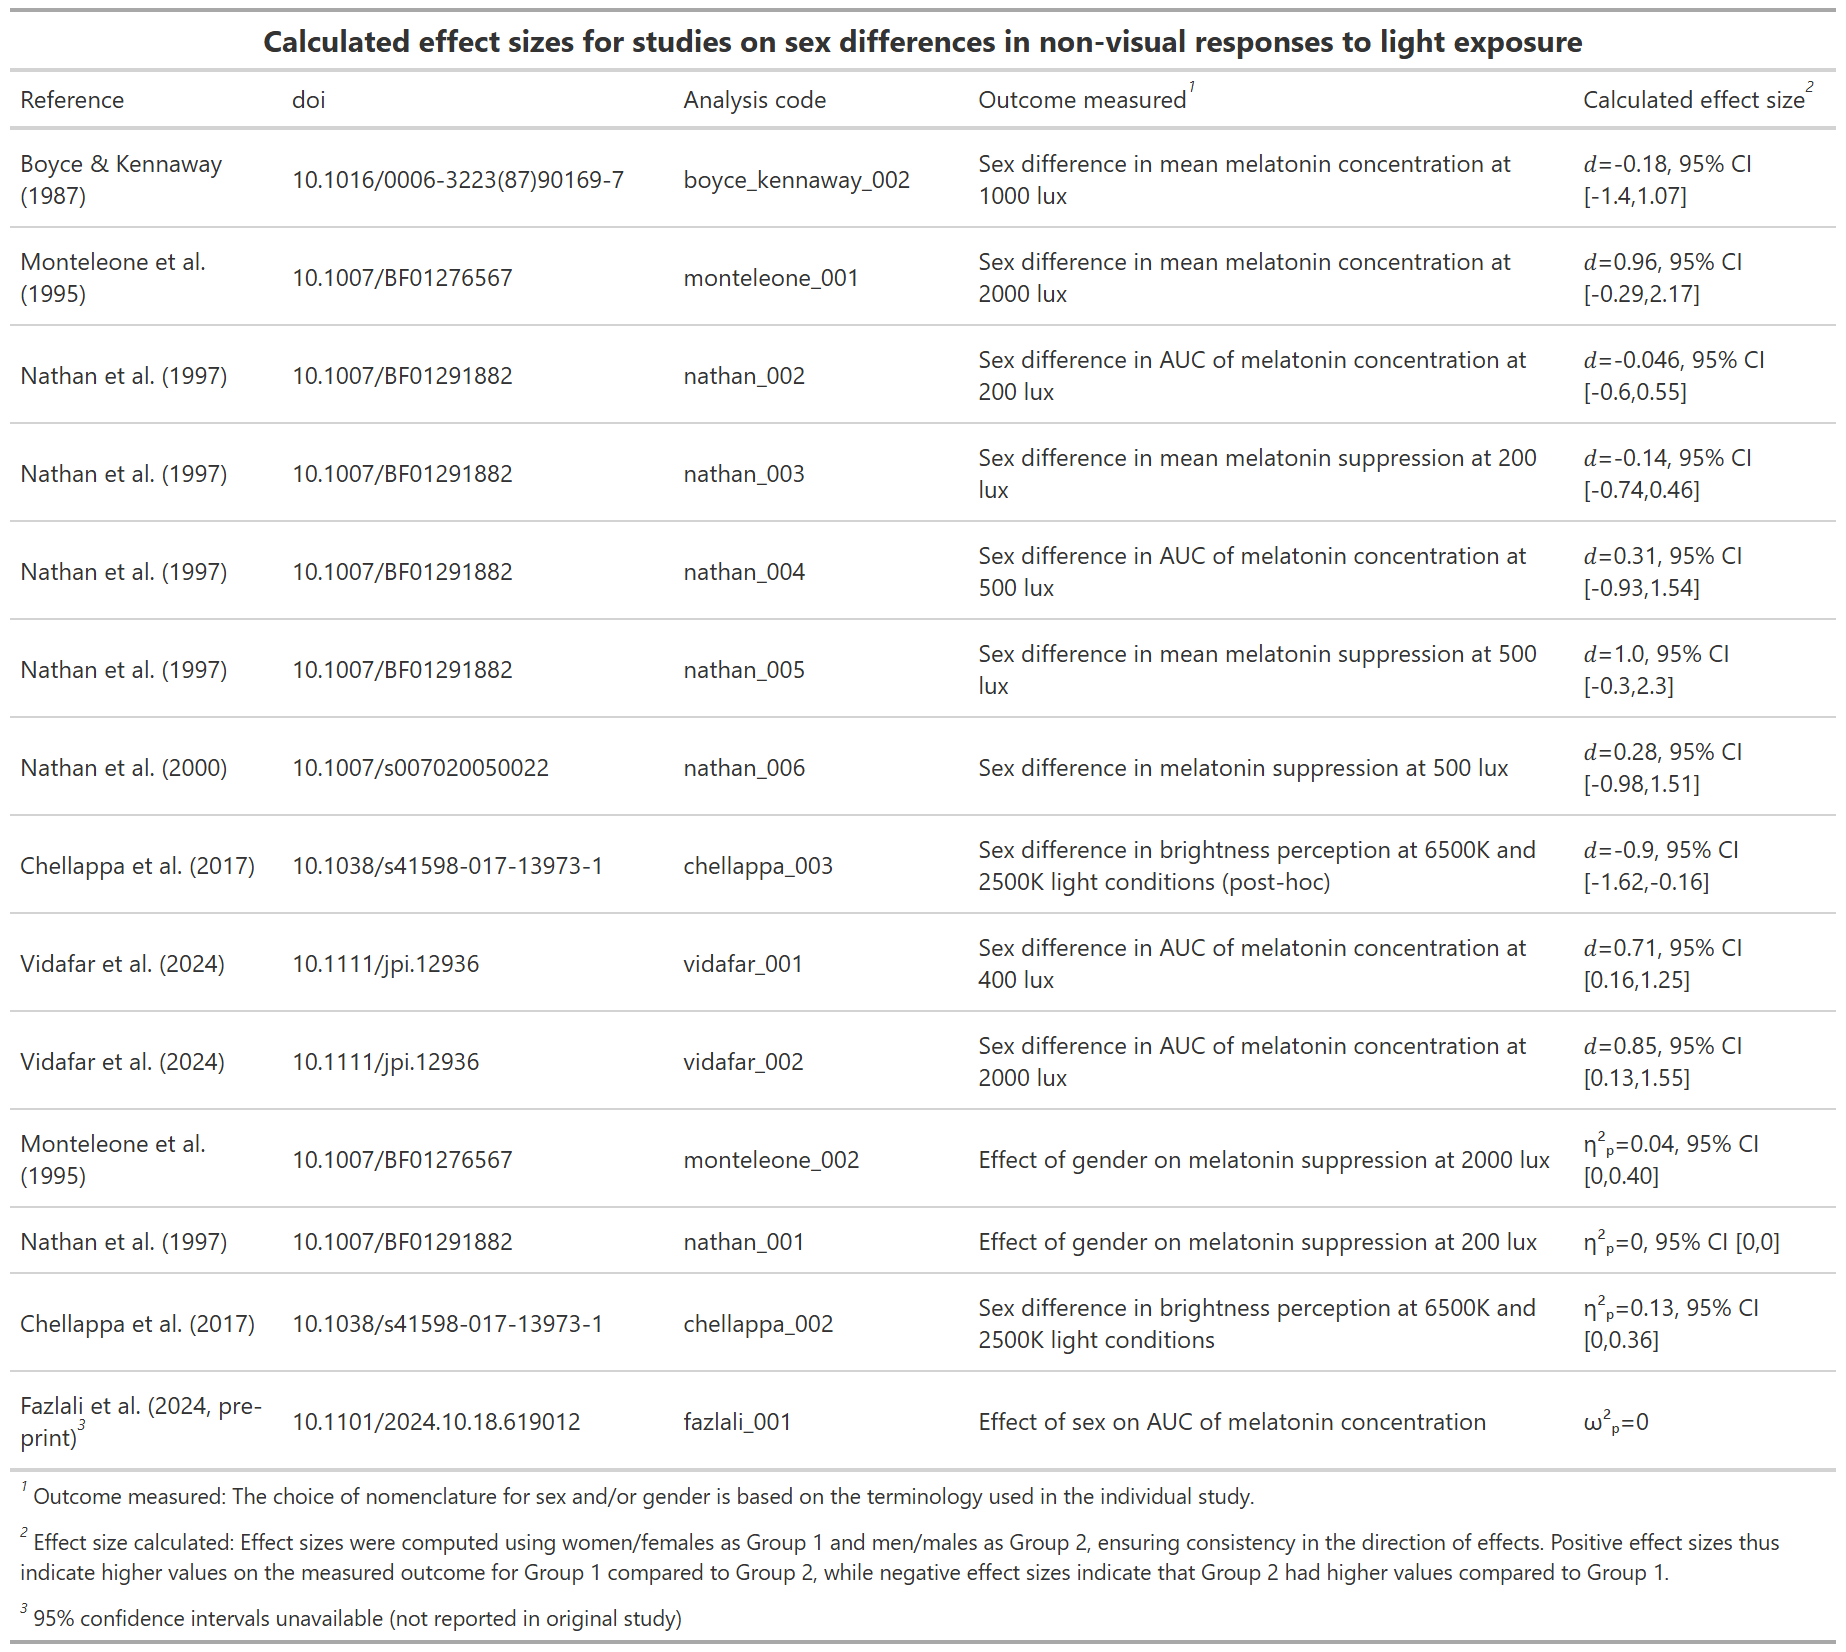 Calculated effect sizes for studies on sex differences in non-visual responses to light exposure
Reference doi Analysis code Outcome measured1 Calculated effect size2
Boyce & Kennaway (1987) 10.1016/0006-3223(87)90169-7 boyce_kennaway_002 Sex difference in mean melatonin concentration at 1000 lux d=-0.18, 95% CI [-1.4,1.07]
Monteleone et al. (1995) 10.1007/BF01276567 monteleone_001 Sex difference in mean melatonin concentration at 2000 lux d=0.96, 95% CI [-0.29,2.17]
Nathan et al. (1997) 10.1007/BF01291882 nathan_002 Sex difference in AUC of melatonin concentration at 200 lux d=-0.046, 95% CI [-0.6,0.55]
Nathan et al. (1997) 10.1007/BF01291882 nathan_003 Sex difference in mean melatonin suppression at 200 lux d=-0.14, 95% CI [-0.74,0.46]
Nathan et al. (1997) 10.1007/BF01291882 nathan_004 Sex difference in AUC of melatonin concentration at 500 lux d=0.31, 95% CI [-0.93,1.54]
Nathan et al. (1997) 10.1007/BF01291882 nathan_005 Sex difference in mean melatonin suppression at 500 lux d=1.0, 95% CI [-0.3,2.3]
Nathan et al. (2000) 10.1007/s007020050022 nathan_006 Sex difference in melatonin suppression at 500 lux d=0.28, 95% CI [-0.98,1.51]
Chellappa et al. (2017) 10.1038/s41598-017-13973-1 chellappa_003 Sex difference in brightness perception at 6500K and 2500K light conditions (post-hoc) d=-0.9, 95% CI [-1.62,-0.16]
Vidafar et al. (2024) 10.1111/jpi.12936 vidafar_001 Sex difference in AUC of melatonin concentration at 400 lux d=0.71, 95% CI [0.16,1.25]
Vidafar et al. (2024) 10.1111/jpi.12936 vidafar_002 Sex difference in AUC of melatonin concentration at 2000 lux d=0.85, 95% CI [0.13,1.55]
Monteleone et al. (1995) 10.1007/BF01276567 monteleone_002 Effect of gender on melatonin suppression at 2000 lux η²ₚ=0.04, 95% CI [0,0.40]
Nathan et al. (1997) 10.1007/BF01291882 nathan_001 Effect of gender on melatonin suppression at 200 lux η²ₚ=0, 95% CI [0,0]
Chellappa et al. (2017) 10.1038/s41598-017-13973-1 chellappa_002 Sex difference in brightness perception at 6500K and 2500K light conditions η²ₚ=0.13, 95% CI [0,0.36]
Fazlali et al. (2024, pre-print)3 10.1101/2024.10.18.619012 fazlali_001 Effect of sex on AUC of melatonin concentration ω²ₚ=0
1 Outcome measured: The choice of nomenclature for sex and/or gender is based on the terminology used in the individual study.
2 Effect size calculated: Effect sizes were computed using women/females as Group 1 and men/males as Group 2, ensuring consistency in the direction of effects. Positive effect sizes thus
indicate higher values on the measured outcome for Group 1 compared to Group 2, while negative effect sizes indicate that Group 2 had higher values compared to Group 1.
3 95% confidence intervals unavailable (not reported in original study)